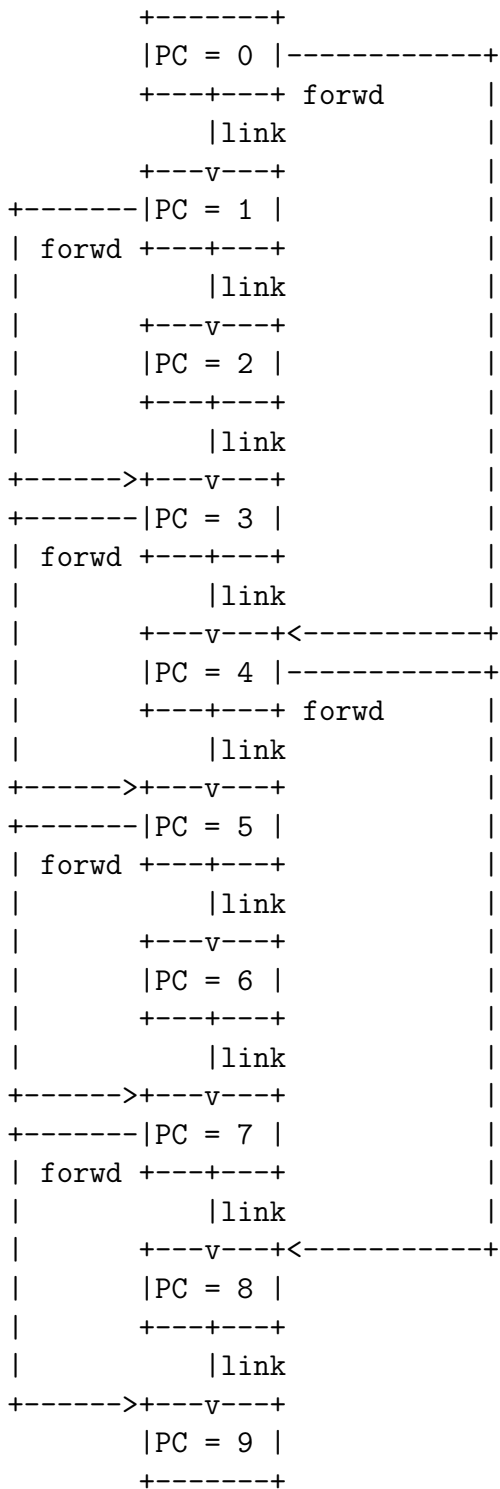 PC = 0
forwd
link
PC = 1
forwd
link
PC = 2
link
PC = 3
forwd
link
PC = 4
forwd
link
PC = 5
forwd
link
PC = 6
link
PC = 7
forwd
link
PC = 8
link
PC = 9